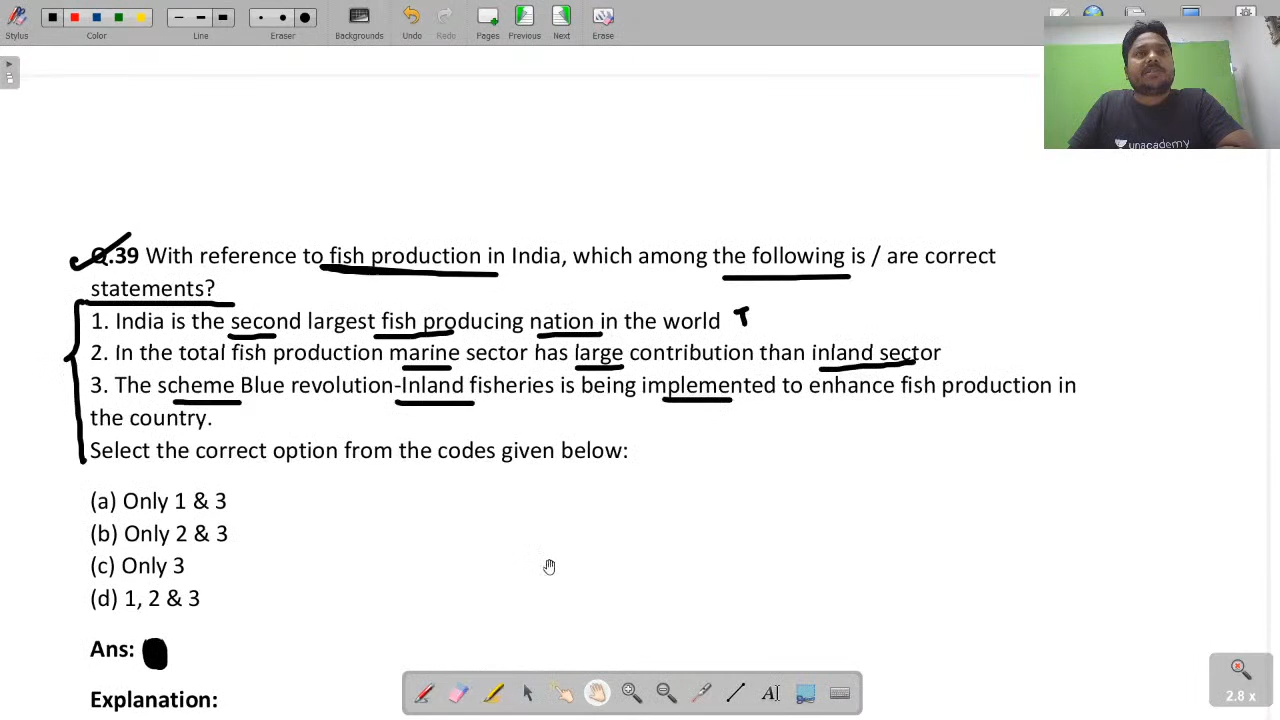 Stylus
Color
Line
Eraser
Backgrounds
Undo
Redo
Pages
Previous
Next
Erase
unacademy
Q.39 With reference to fish production in India, which among the following is / are correct
statements?
1. India is the second largest fish producing nation in the world T
2. In the total fish production marine sector has large contribution than inland sector
3. The scheme Blue revolution-Inland fisheries is being implemented to enhance fish production in
the country.
Select the correct option from the codes given below:
(a) Only 1 & 3
(b) Only 2 & 3
(c) Only 3
(d) 1, 2 & 3
Ans:
Explanation:
AI
2.8 x